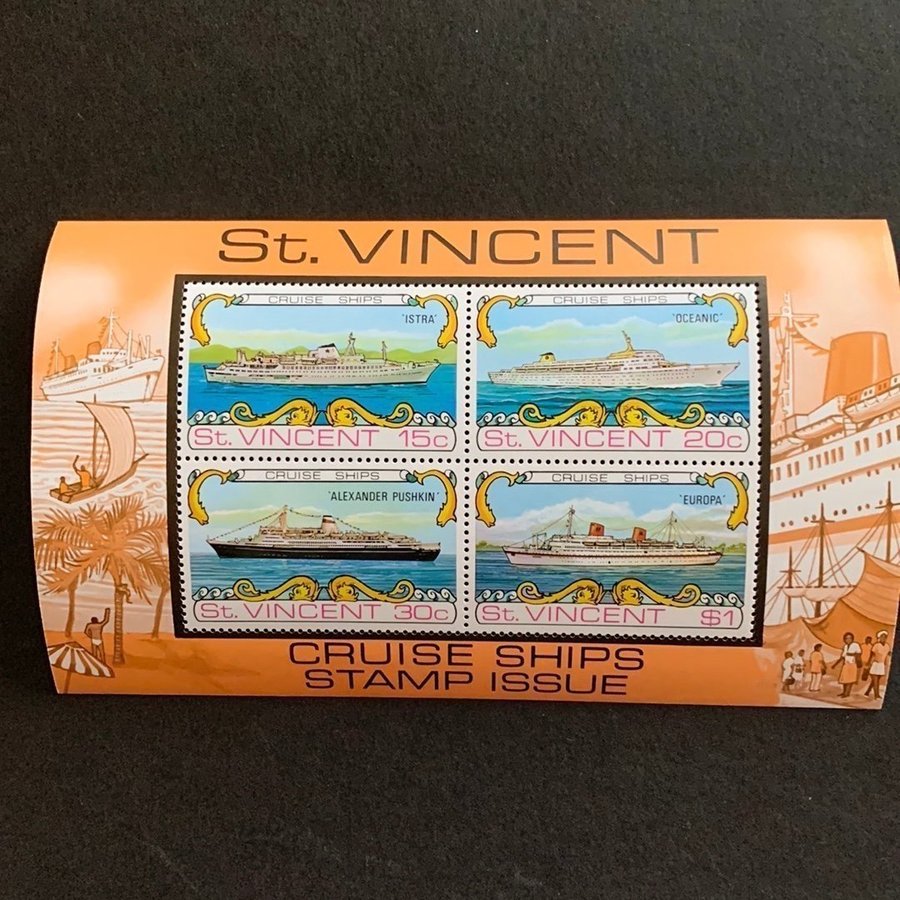 St. VINCENT
CRUISE SHIPS
'ISTRA'
St. VINCENT 15c
CRUISE SHIPS
'OCEANIC'
St. VINCENT 20c
CRUISE SHIPS
'ALEXANDER PUSHKIN'
St. VINCENT 30c
CRUISE SHIPS
'EUROPA'
St. VINCENT $1
CRUISE SHIPS
STAMP ISSUE